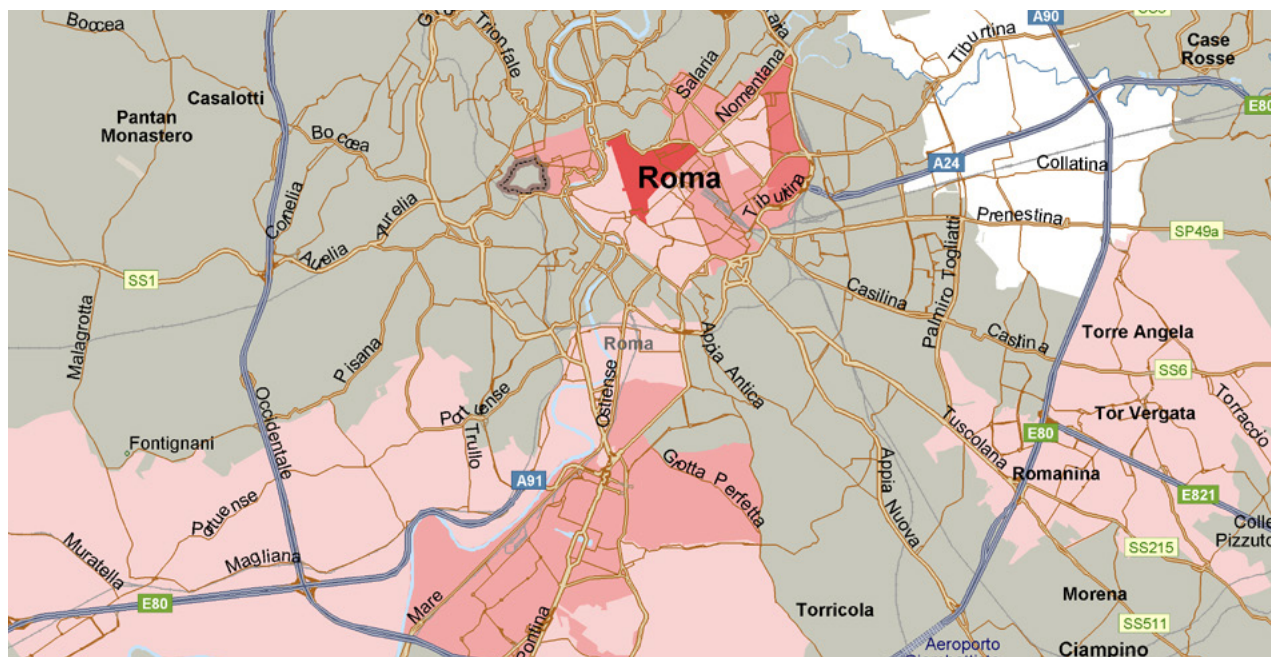 Boccea
Trionfale
Salaria
Nomentana
A90
Tiburtina
Case
Rosse
Casalotti
Pantan
Monastero
Boccea
E80
A24
Collatina
Roma
Tiburtina
Cornelia
Aurelia
Aurelia
Prenestina
SP49a
SS1
Palmiro Togliatti
Casilina
Malagrotta
Casilina
Torre Angela
Roma
Appia Antica
Pisana
SS6
Torraccio
Occidentale
Portuense
Ostiense
Tor Vergata
Fontignani
Trullo
Tuscolana
E80
A91
Grotta Perfetta
Romanina
E821
Portuense
Appia Nuova
Colle
Pizzuto
SS215
Muratella
Magliana
Mare
E80
Pontina
Torricola
Morena
SS511
Aeroporto
Ciampino